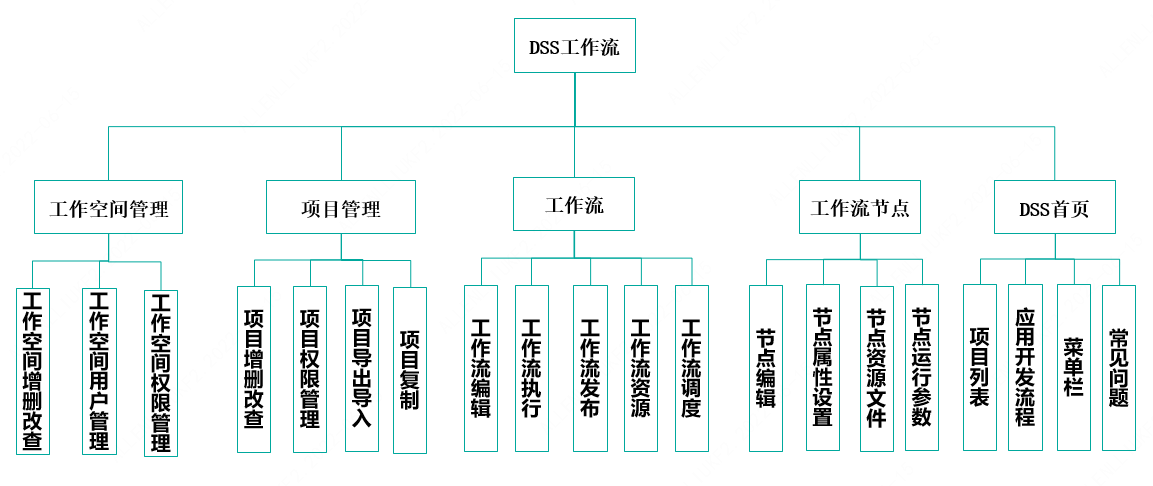 DSS工作流
工作空间管理
项目管理
工作流
工作流节点
DSS首页
工作空间增删改查
工作空间用户管理
工作空间权限管理
项目增删改查
项目权限管理
项目导出导入
项目复制
工作流编辑
工作流执行
工作流发布
工作流资源
工作流调度
节点编辑
节点属性设置
节点资源文件
节点运行参数
项目列表
应用开发流程
菜单栏
常见问题